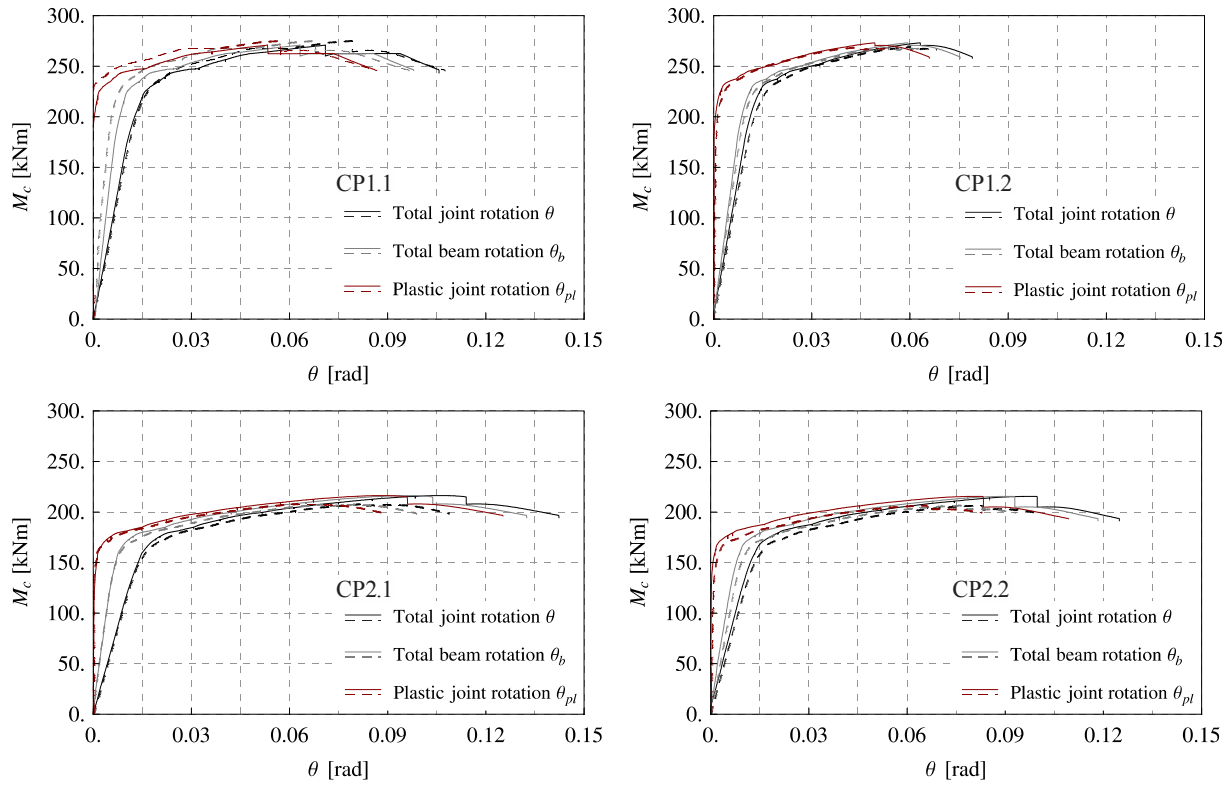 300.
250.
200.
150.
100.
50.
0.
M_c [kNm]
CP1.1
Total joint rotation θ
Total beam rotation θ_b
Plastic joint rotation θ_pl
0. 0.03 0.06 0.09 0.12 0.15
θ [rad]
300.
250.
200.
150.
100.
50.
0.
M_c [kNm]
CP1.2
Total joint rotation θ
Total beam rotation θ_b
Plastic joint rotation θ_pl
0. 0.03 0.06 0.09 0.12 0.15
θ [rad]
300.
250.
200.
150.
100.
50.
0.
M_c [kNm]
CP2.1
Total joint rotation θ
Total beam rotation θ_b
Plastic joint rotation θ_pl
0. 0.03 0.06 0.09 0.12 0.15
θ [rad]
300.
250.
200.
150.
100.
50.
0.
M_c [kNm]
CP2.2
Total joint rotation θ
Total beam rotation θ_b
Plastic joint rotation θ_pl
0. 0.03 0.06 0.09 0.12 0.15
θ [rad]